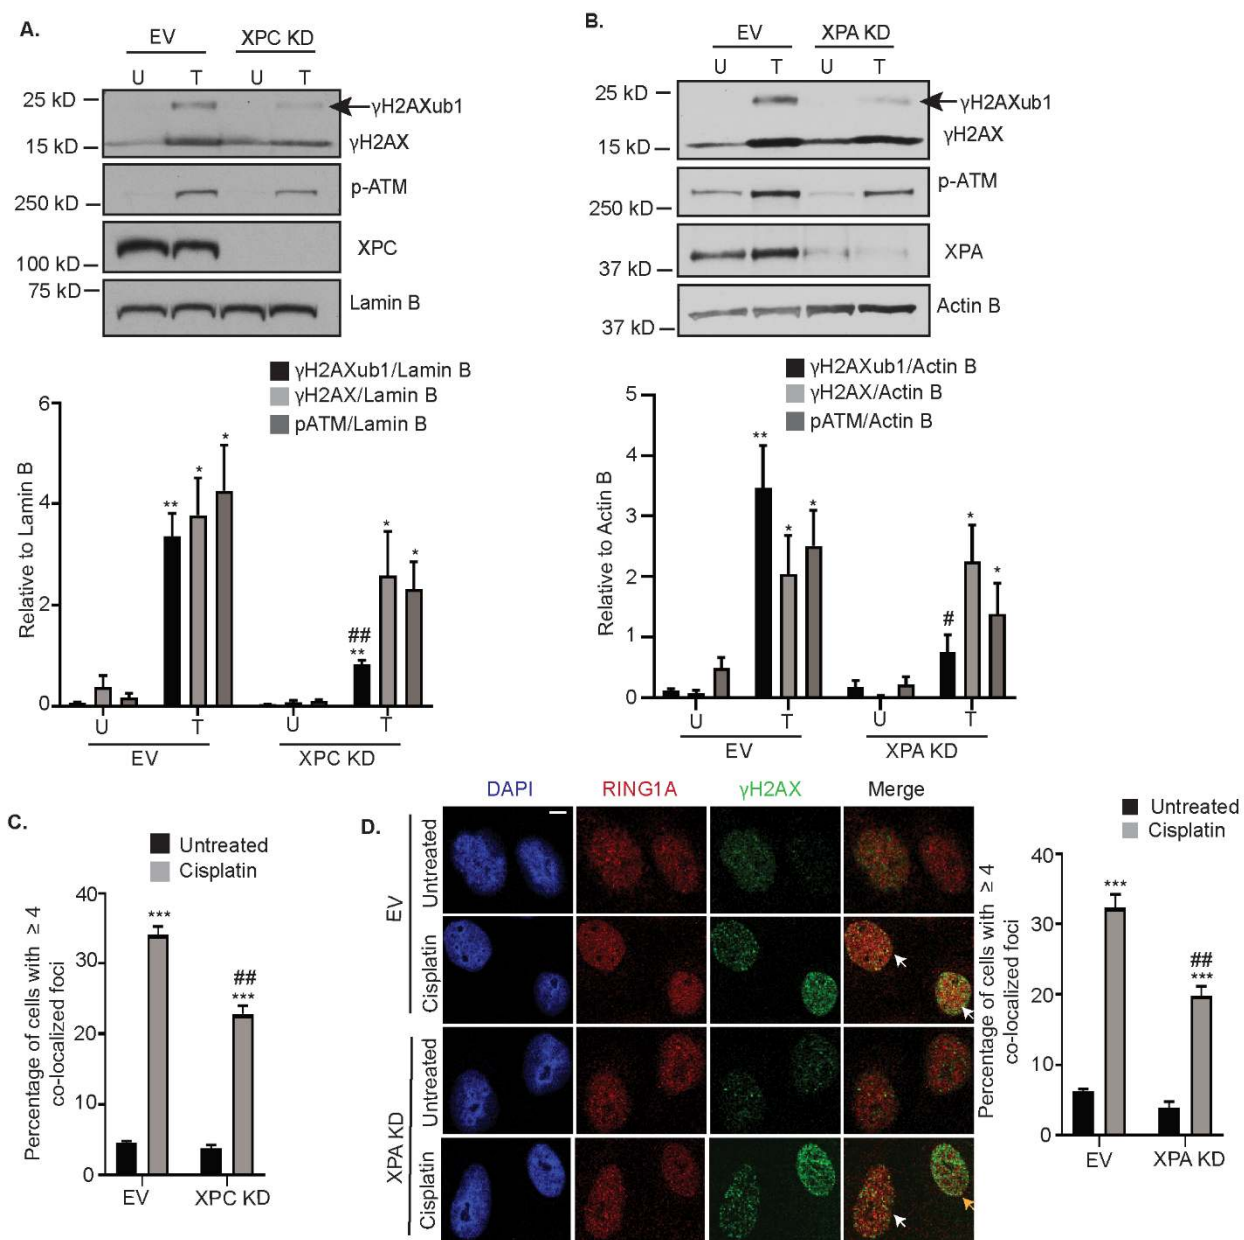 A.
EV XPC KD
U T U T
25 kD
γH2AXub1
15 kD
γH2AX
p-ATM
250 kD
XPC
100 kD
75 kD
Lamin B
γH2AXub1/Lamin B
γH2AX/Lamin B
pATM/Lamin B
Relative to Lamin B
6
4
2
0
**
*
*
##
**
*
*
U T U T
EV XPC KD
B.
EV XPA KD
U T U T
25 kD
γH2AXub1
15 kD
γH2AX
p-ATM
250 kD
XPA
37 kD
Actin B
37 kD
γH2AXub1/Actin B
γH2AX/Actin B
pATM/Actin B
Relative to Actin B
5
4
3
2
1
0
**
*
*
#
*
*
U T U T
EV XPA KD
C.
Untreated
Cisplatin
Percentage of cells with ≥ 4
co-localized foci
40
30
20
10
0
***
##
***
EV XPC KD
D.
DAPI RING1A γH2AX Merge
EV
Untreated
Cisplatin
XPA KD
Untreated
Cisplatin
Untreated
Cisplatin
Percentage of cells with ≥ 4
co-localized foci
40
30
20
10
0
***
##
***
EV XPA KD